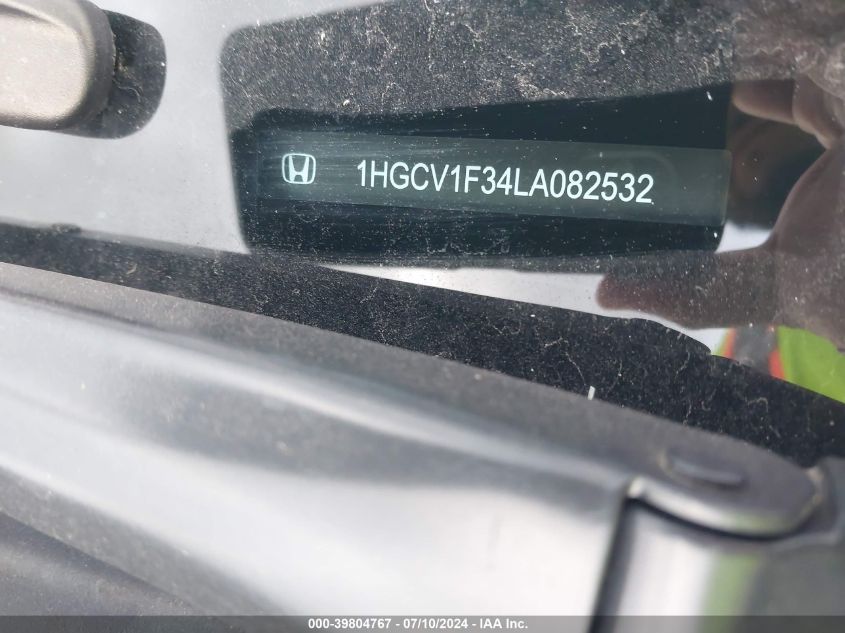 1HGCV1F34LA082532
000-39804767 - 07/10/2024 - IAA Inc.